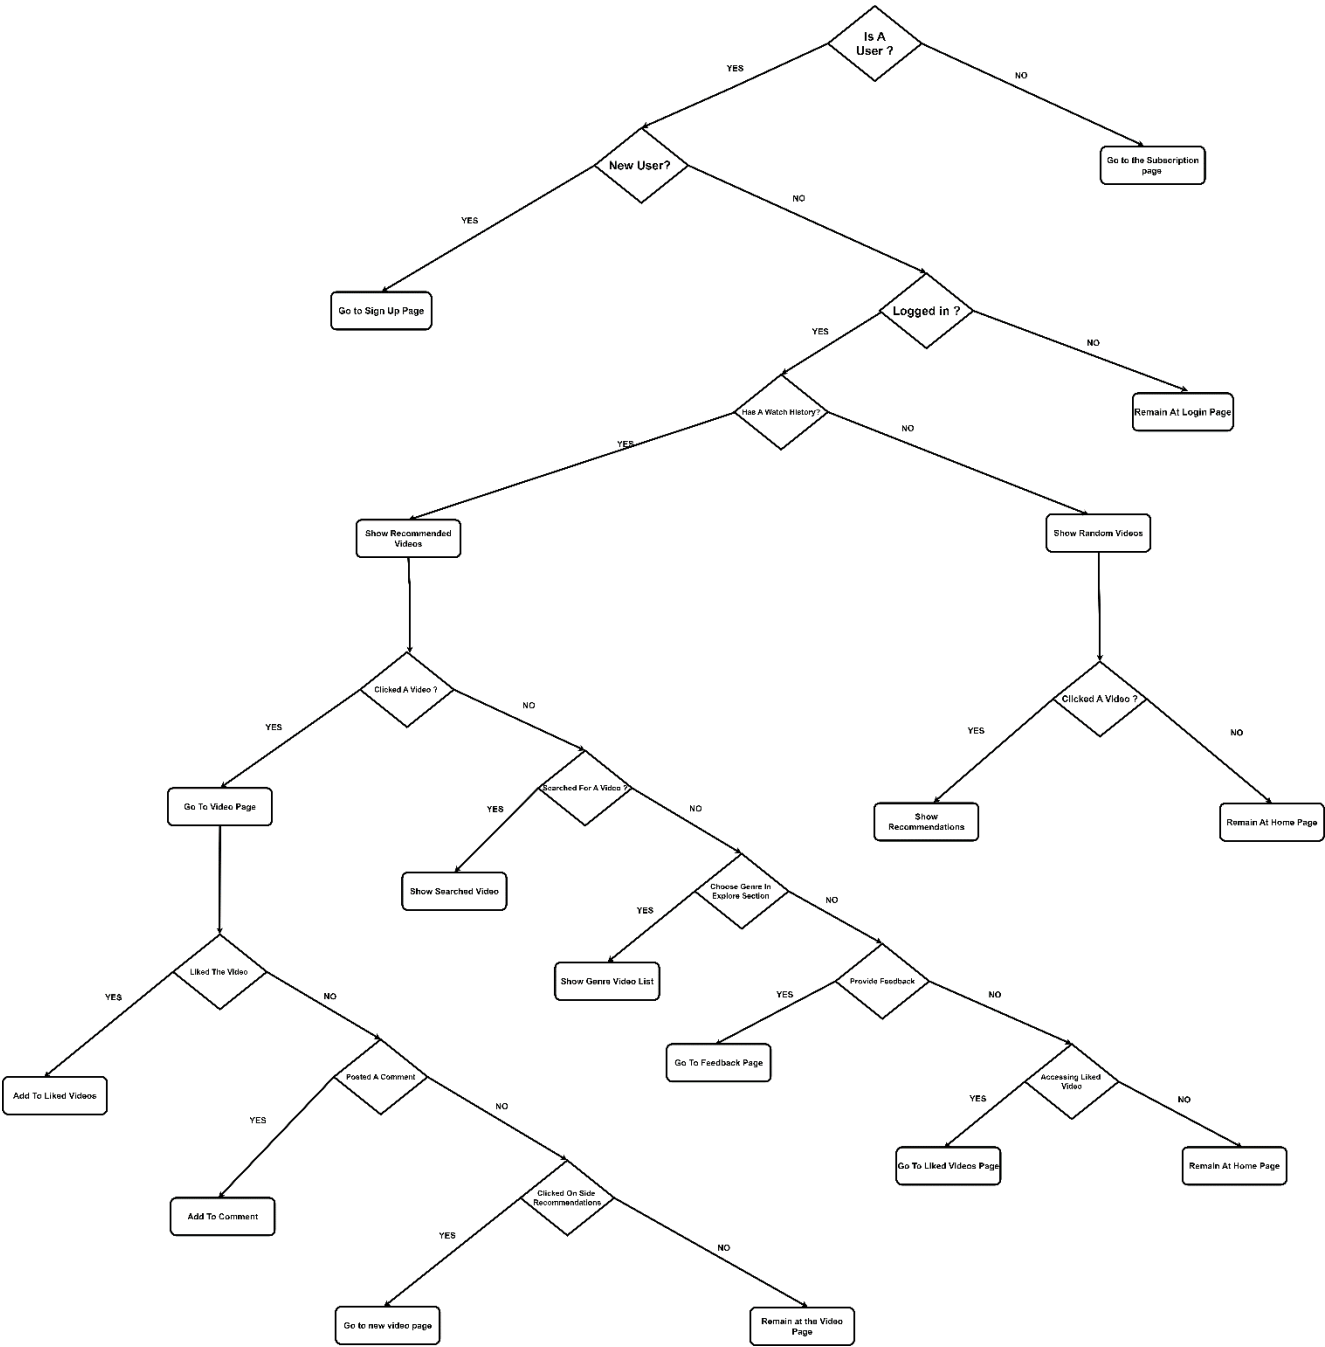 Is A
User ?
YES
NO
New User?
Go to the Subscription
page
YES
NO
Go to Sign Up Page
Logged in ?
YES
NO
Has A Watch History?
Remain At Login Page
YES
NO
Show Recommended
Videos
Show Random Videos
Clicked A Video ?
Clicked A Video ?
YES
NO
YES
NO
Go To Video Page
Searched For A Video ?
YES
NO
Show
Recommendations
Remain At Home Page
Show Searched Video
Choose Genre In
Explore Section
YES
NO
Liked The Video
Show Genre Video List
Provide Feedback
YES
NO
YES
NO
Go To Feedback Page
Add To Liked Videos
Posted A Comment
Accessing Liked
Video
YES
NO
YES
NO
Go To Liked Videos Page
Remain At Home Page
Add To Comment
Clicked On Side
Recommendations
YES
NO
Go to new video page
Remain at the Video
Page